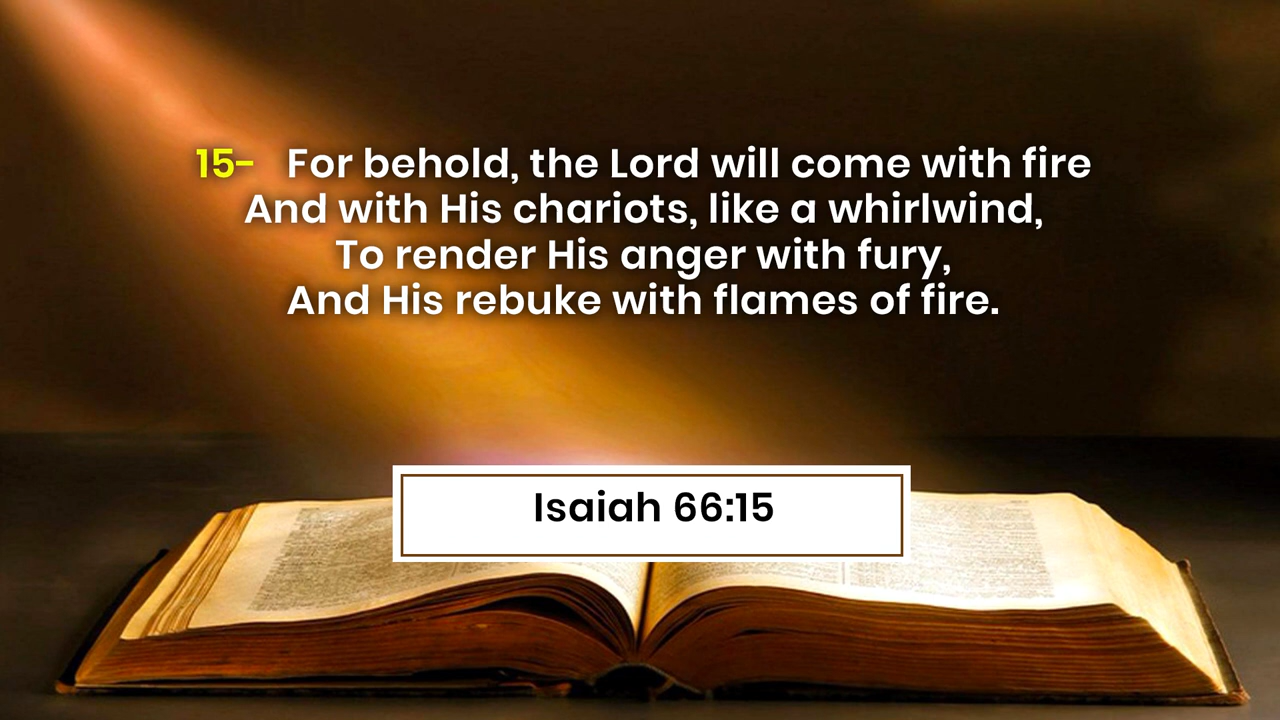 15- For behold, the Lord will come with fire
And with His chariots, like a whirlwind,
To render His anger with fury,
And His rebuke with flames of fire.
Isaiah 66:15